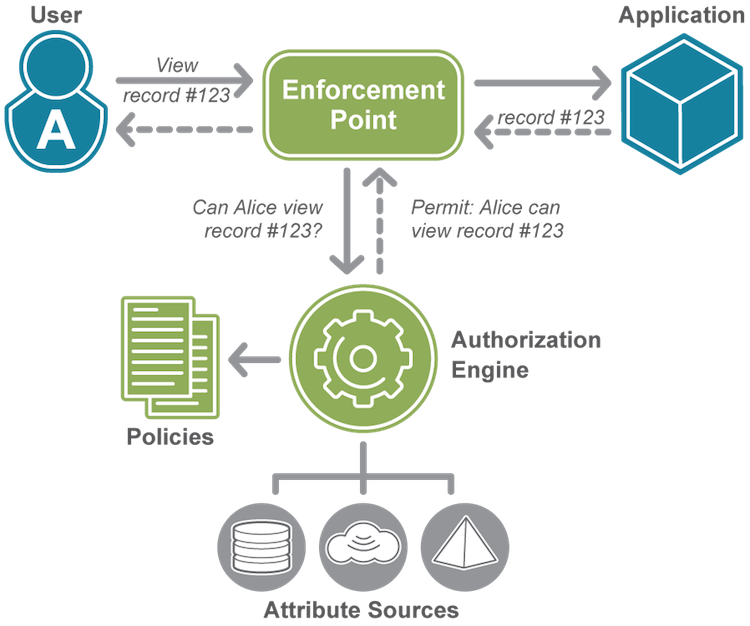 User
Application
View
record #123
A
Enforcement
Point
record #123
Can Alice view
record #123?
Permit: Alice can
view record #123
Authorization
Engine
Policies
Attribute Sources